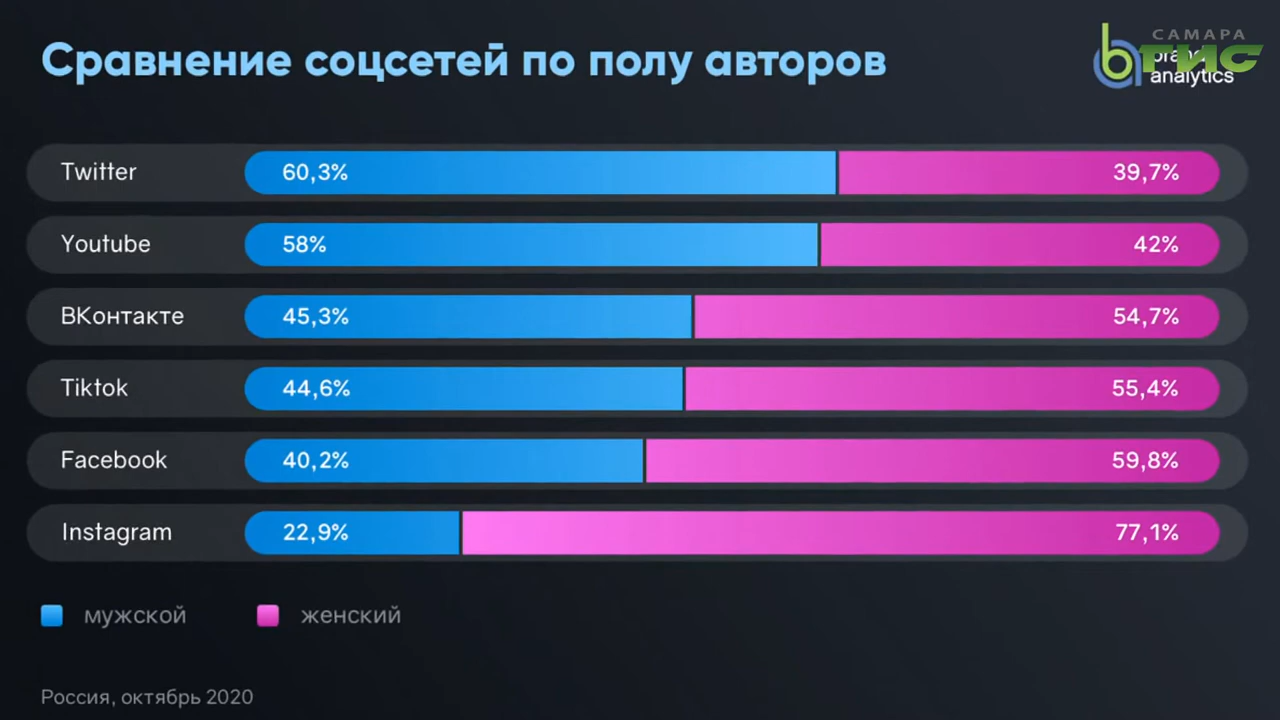 Сравнение соцсетей по полу авторов
САМАРА
ГИС
analytics
Twitter 60,3% 39,7%
Youtube 58% 42%
ВКонтакте 45,3% 54,7%
Tiktok 44,6% 55,4%
Facebook 40,2% 59,8%
Instagram 22,9% 77,1%
мужской женский
Россия, октябрь 2020